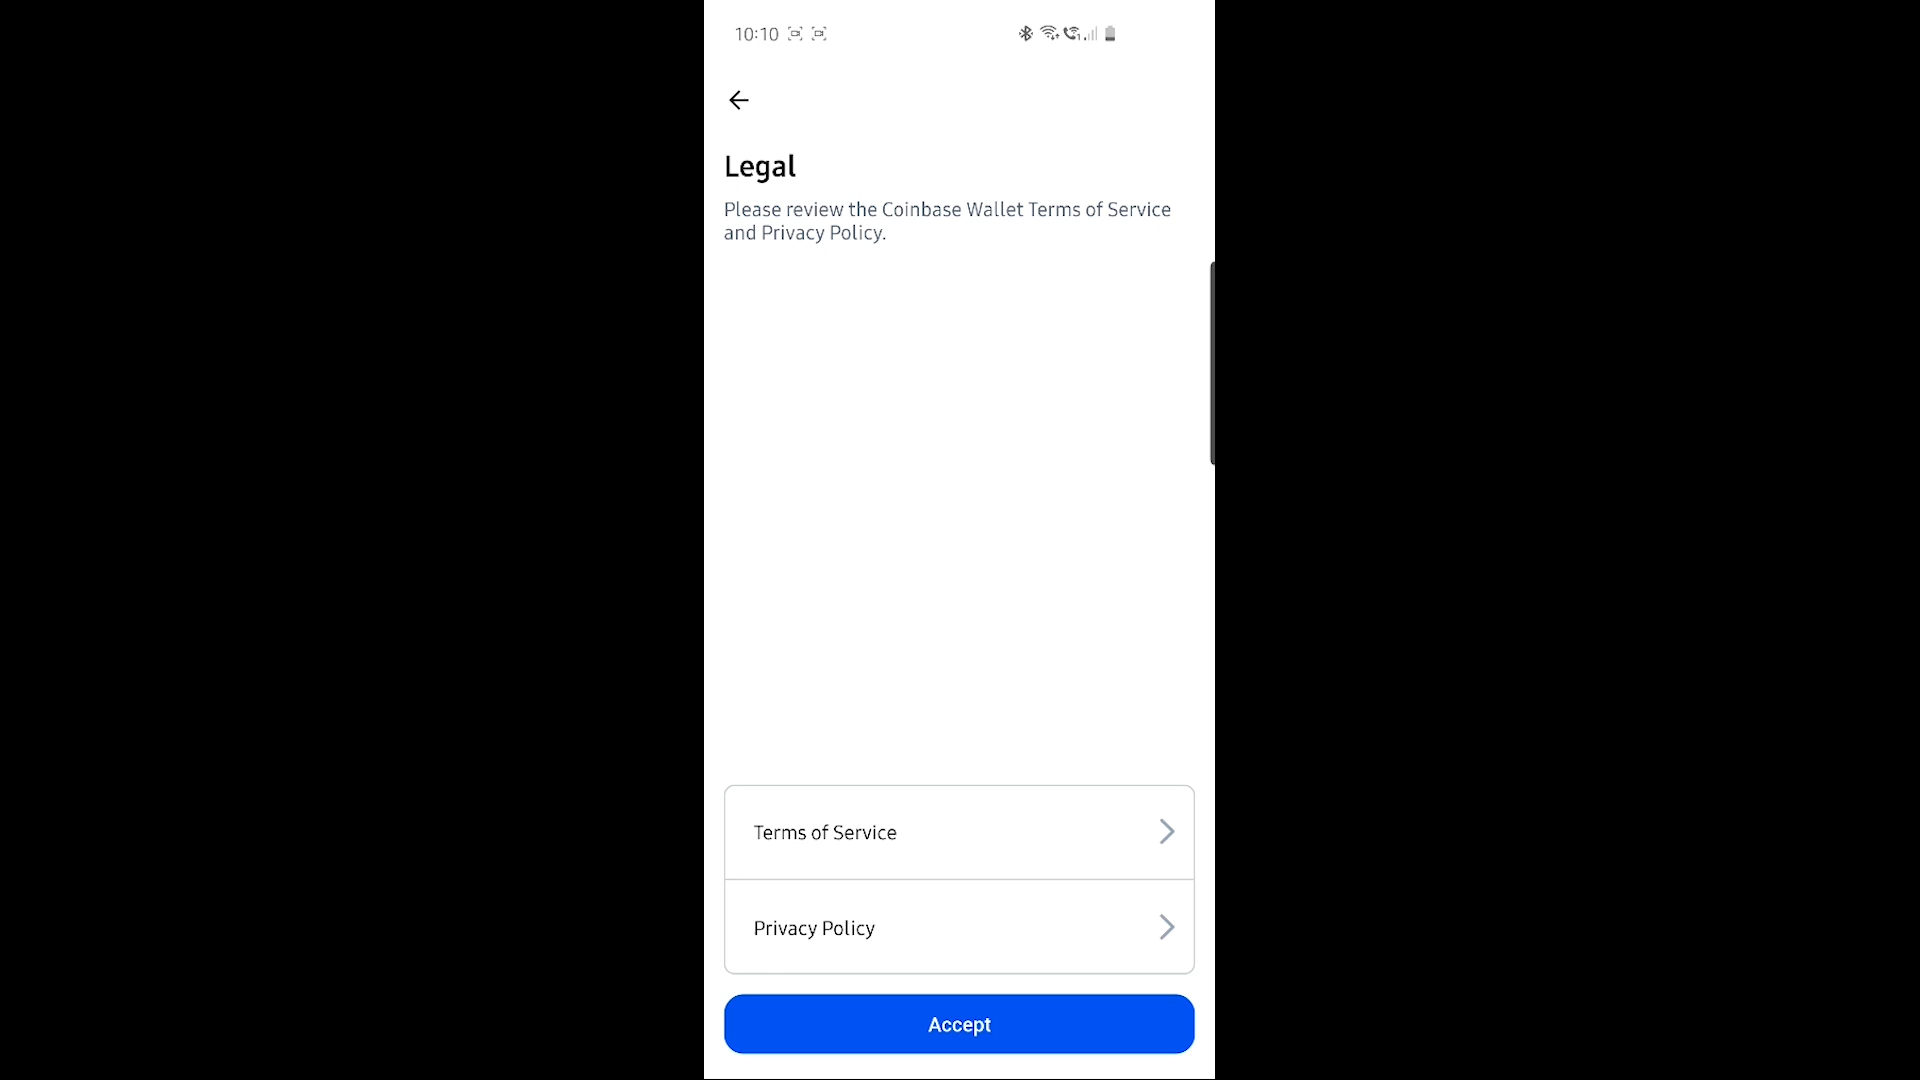 10:10
Legal
Please review the Coinbase Wallet Terms of Service
and Privacy Policy.
Terms of Service
Privacy Policy
Accept